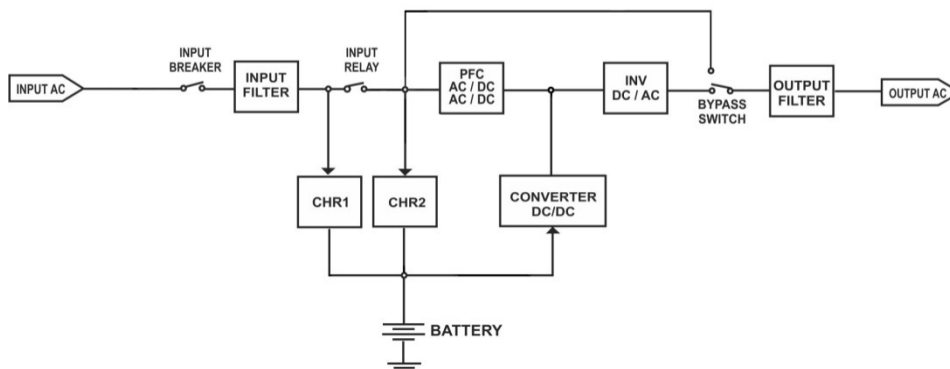 INPUT AC
INPUT
BREAKER
INPUT
FILTER
INPUT
RELAY
PFC
AC / DC
AC / DC
INV
DC / AC
BYPASS
SWITCH
OUTPUT
FILTER
OUTPUT AC
CHR1
CHR2
CONVERTER
DC/DC
BATTERY